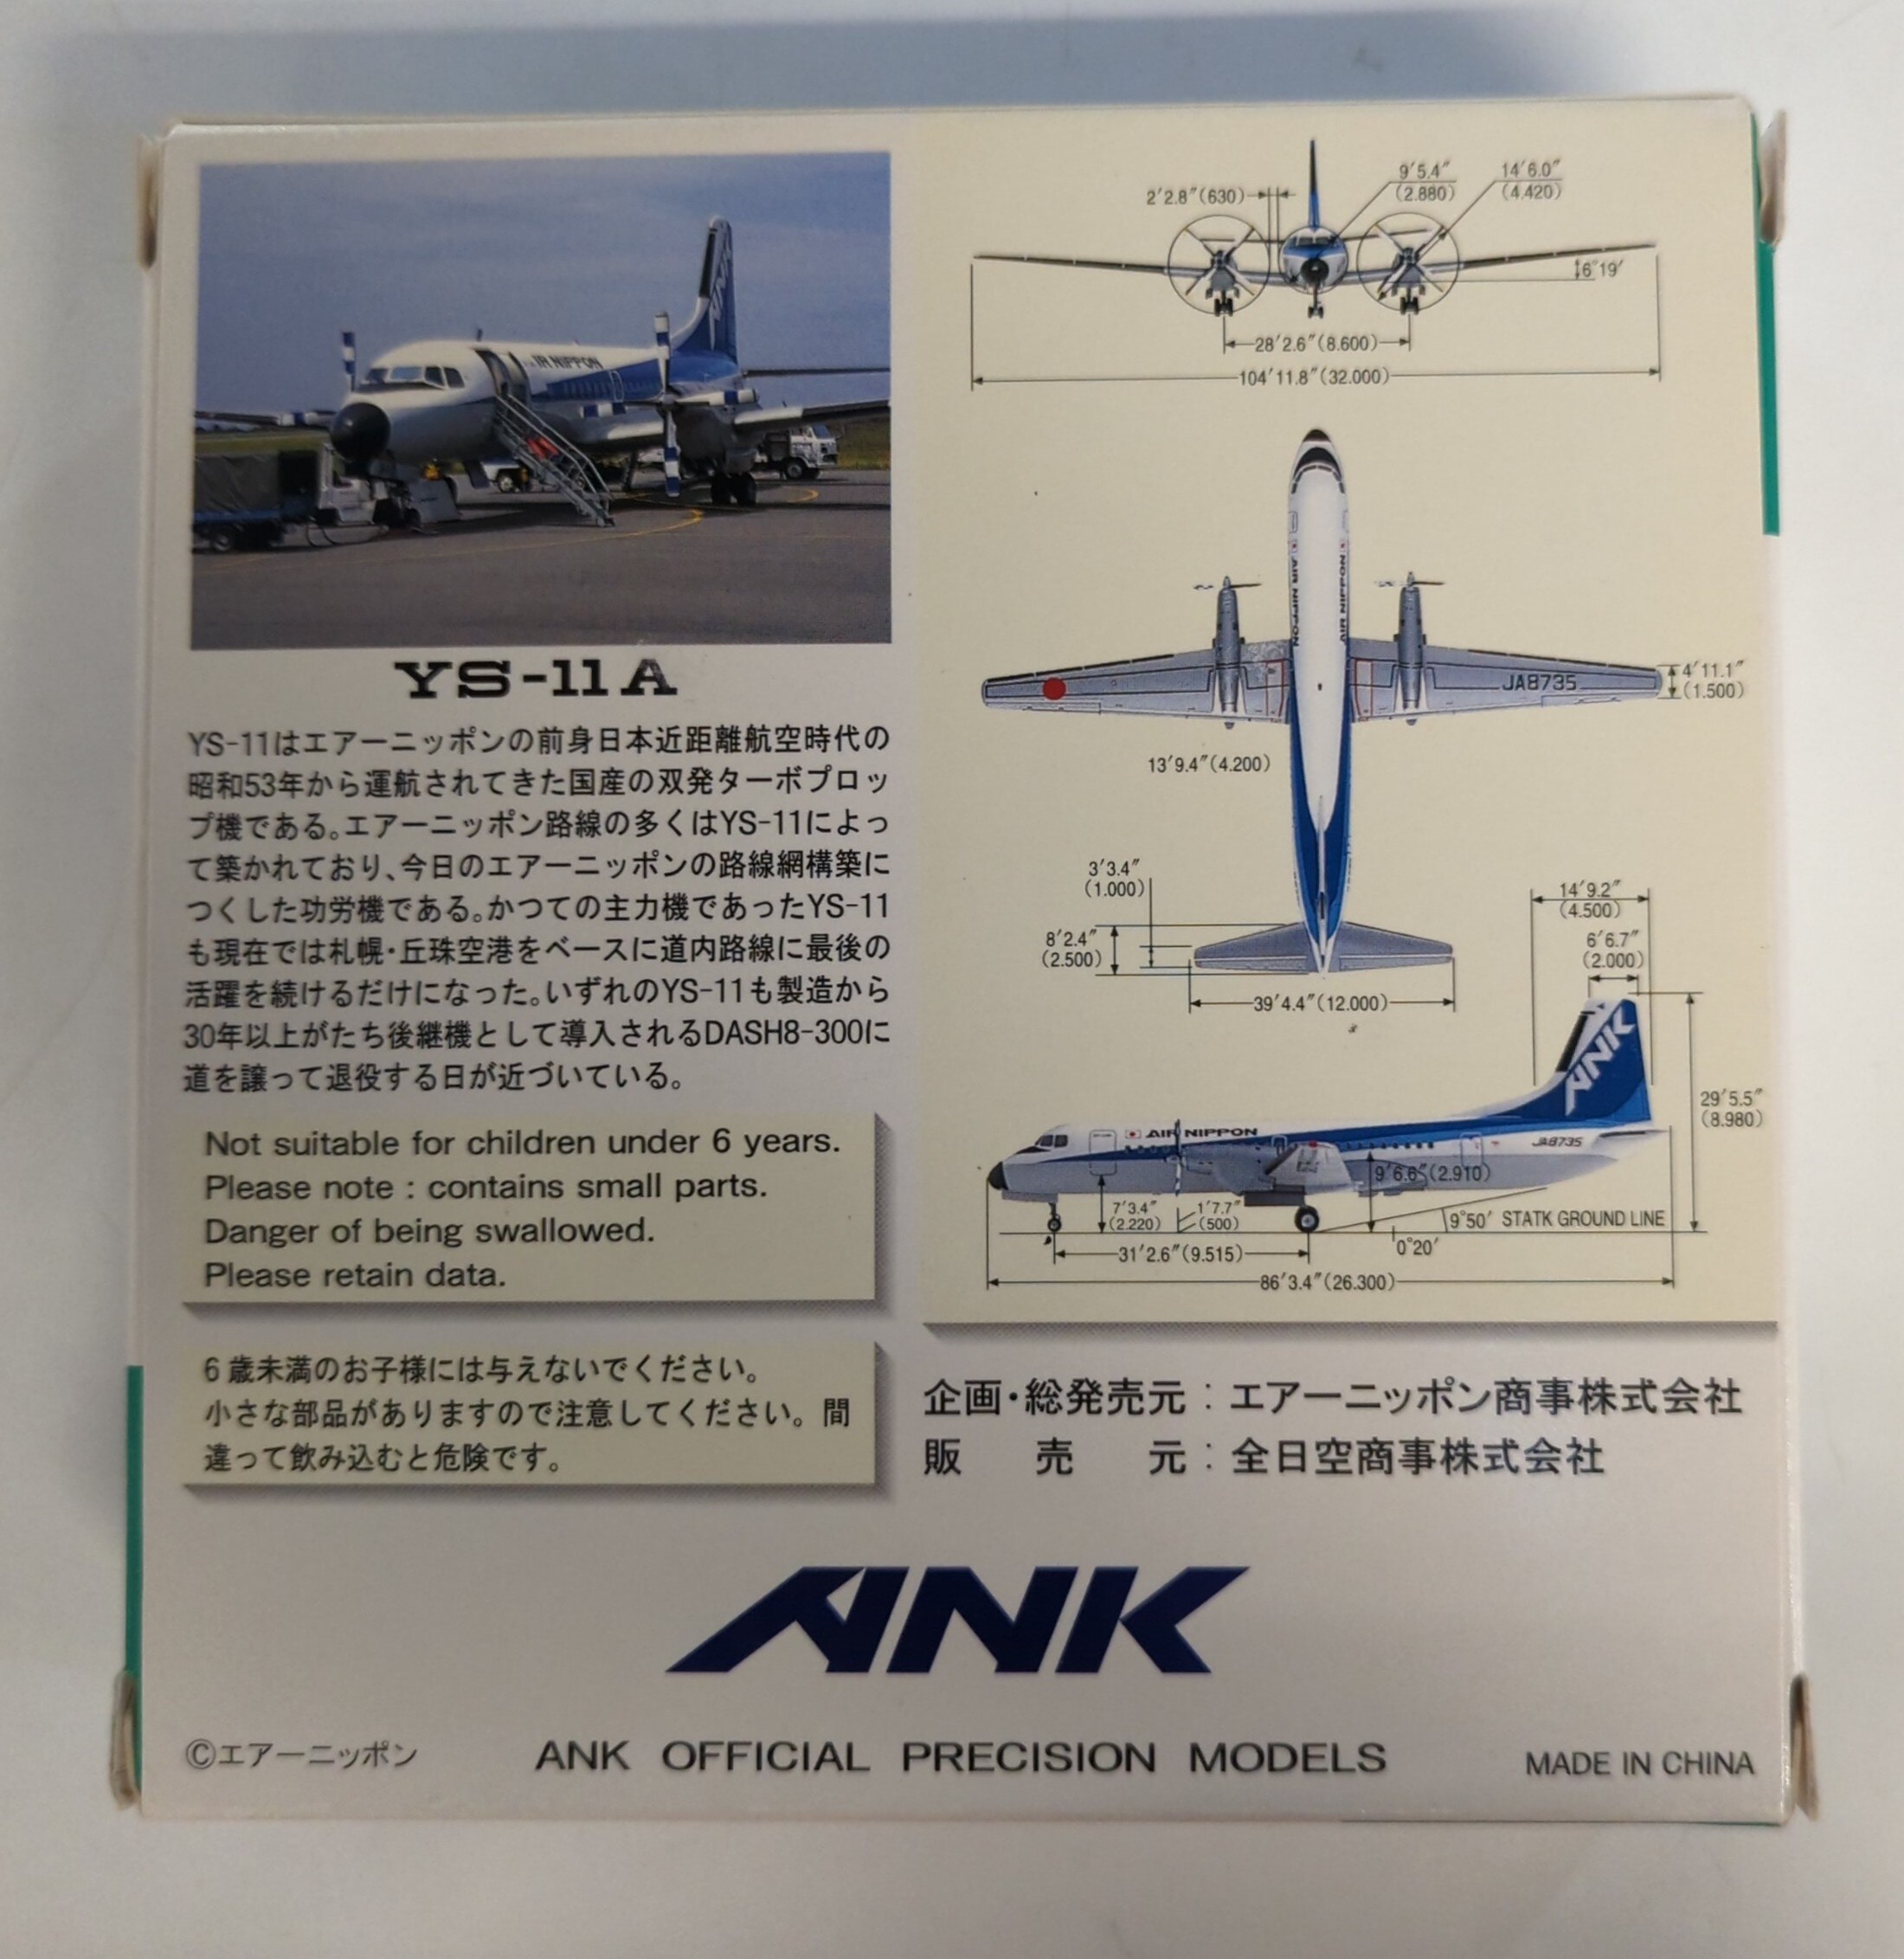 AIR NIPPON
ANK
YS-11A
YS-11はエアーニッポンの前身日本近距離航空時代の
昭和53年から運航されてきた国産の双発ターボプロッ
プ機である。エアーニッポン路線の多くはYS-11によっ
て築かれており、今日のエアーニッポンの路線網構築に
つくした功労機である。かつての主力機であったYS-11
も現在では札幌・丘珠空港をベースに道内路線に最後の
活躍を続けるだけになった。いずれのYS-11も製造から
30年以上がたち後継機として導入されるDASH8-300に
道を譲って退役する日が近づいている。
Not suitable for children under 6 years.
Please note : contains small parts.
Danger of being swallowed.
Please retain data.
6歳未満のお子様には与えないでください。
小さな部品がありますので注意してください。間
違って飲み込むと危険です。
2′2.8″(630)
9′5.4″
(2.880)
14′6.0″
(4.420)
6°19′
28′2.6″(8.600)
104′11.8″(32.000)
AIR NIPPON
AIR NIPPON
JA8735
4′11.1″
(1.500)
13′9.4″(4.200)
3′3.4″
(1.000)
8′2.4″
(2.500)
39′4.4″(12.000)
14′9.2″
(4.500)
6′6.7″
(2.000)
ANK
29′5.5″
(8.980)
AIR NIPPON
JA8735
9′6.6″(2.910)
7′3.4″
(2.220)
1′7.7″
(500)
9°50′ STATK GROUND LINE
0°20′
31′2.6″(9.515)
86′3.4″(26.300)
企画・総発売元：エアーニッポン商事株式会社
販売元：全日空商事株式会社
ANK
©エアーニッポン
ANK OFFICIAL PRECISION MODELS
MADE IN CHINA